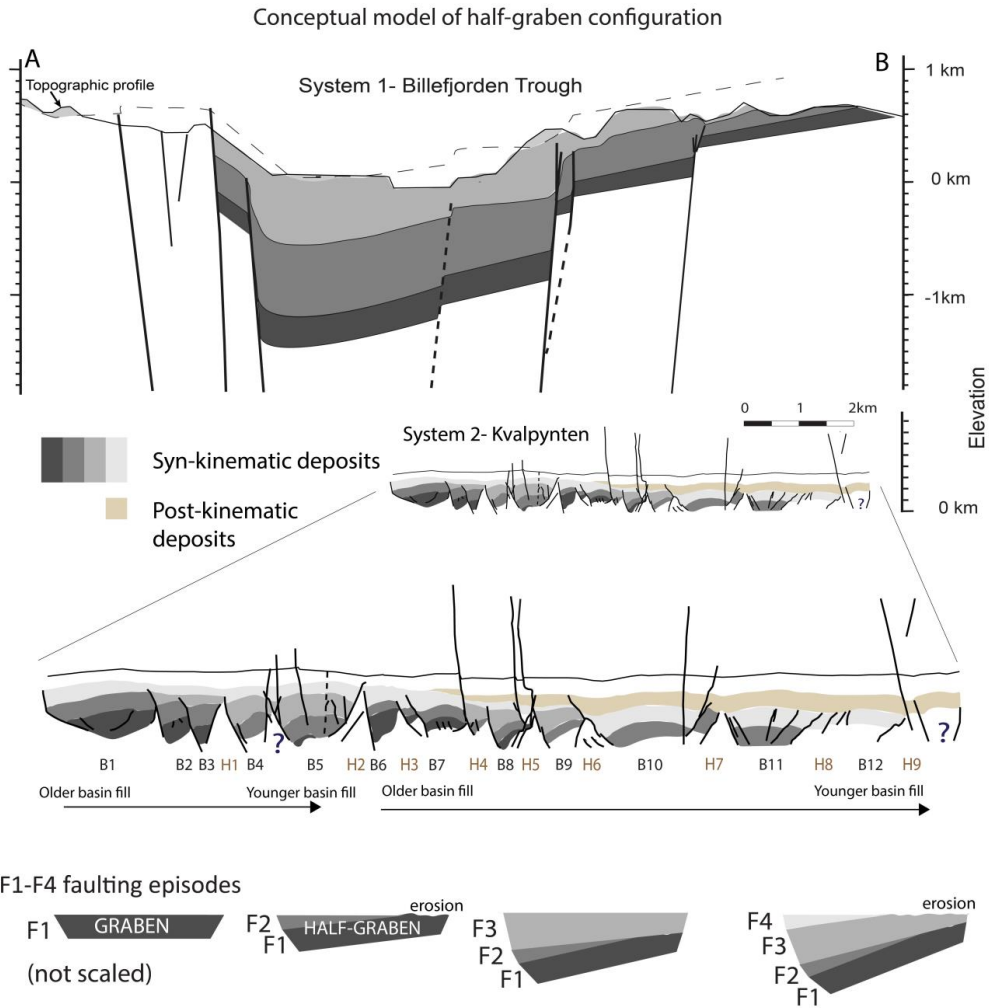 Conceptual model of half-graben configuration
A
B
1 km
Topographic profile
System 1- Billefjorden Trough
0 km
-1km
Elevation
0 1 2km
System 2- Kvalpynten
Syn-kinematic deposits
Post-kinematic
deposits
?
0 km
? ?
B1 B2 B3 H1 B4 B5 H2 B6 H3 B7 H4 B8 H5 B9 H6 B10 H7 B11 H8 B12 H9
Older basin fill Younger basin fill Older basin fill Younger basin fill
F1-F4 faulting episodes
F1 GRABEN
(not scaled)
erosion
F2 HALF-GRABEN
F1
F3
F2
F1
erosion
F4
F3
F2
F1